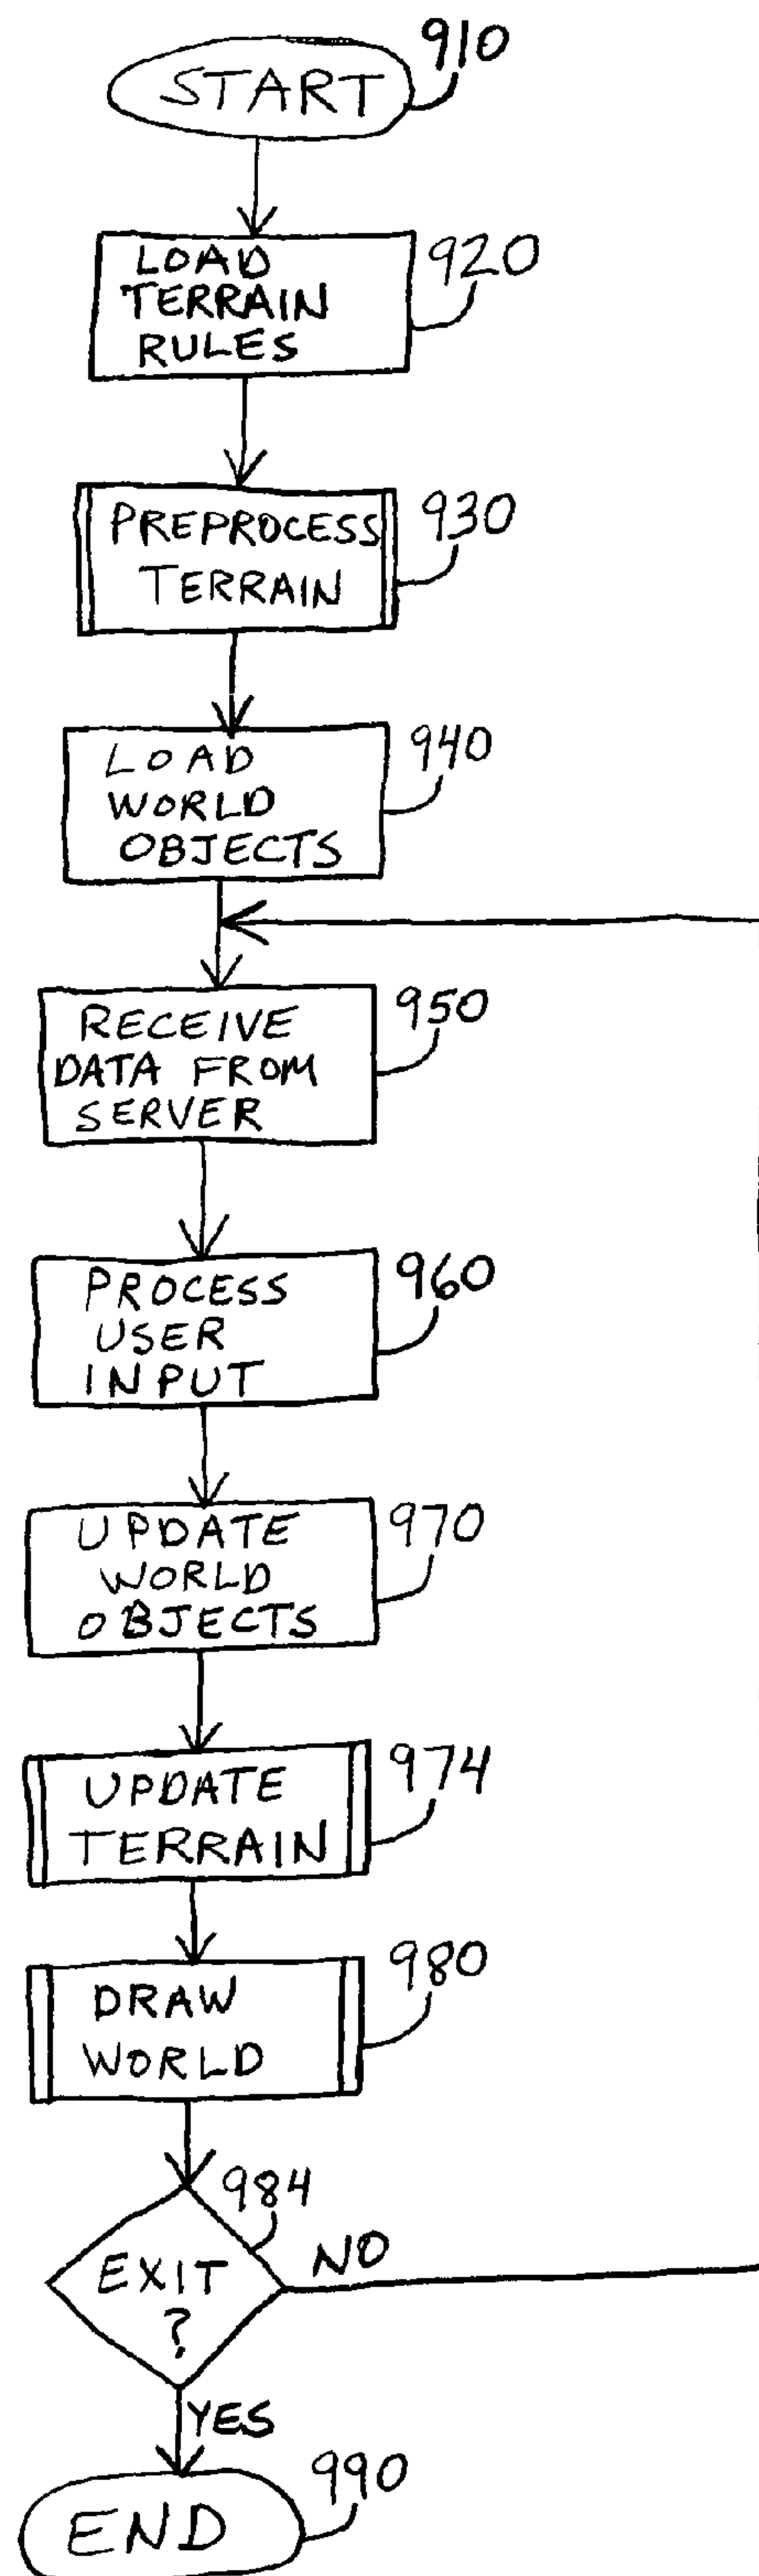 910
START
920
LOAD
TERRAIN
RULES
930
PREPROCESS
TERRAIN
940
LOAD
WORLD
OBJECTS
950
RECEIVE
DATA FROM
SERVER
960
PROCESS
USER
INPUT
970
UPDATE
WORLD
OBJECTS
974
UPDATE
TERRAIN
980
DRAW
WORLD
984
EXIT
?
NO
YES
990
END